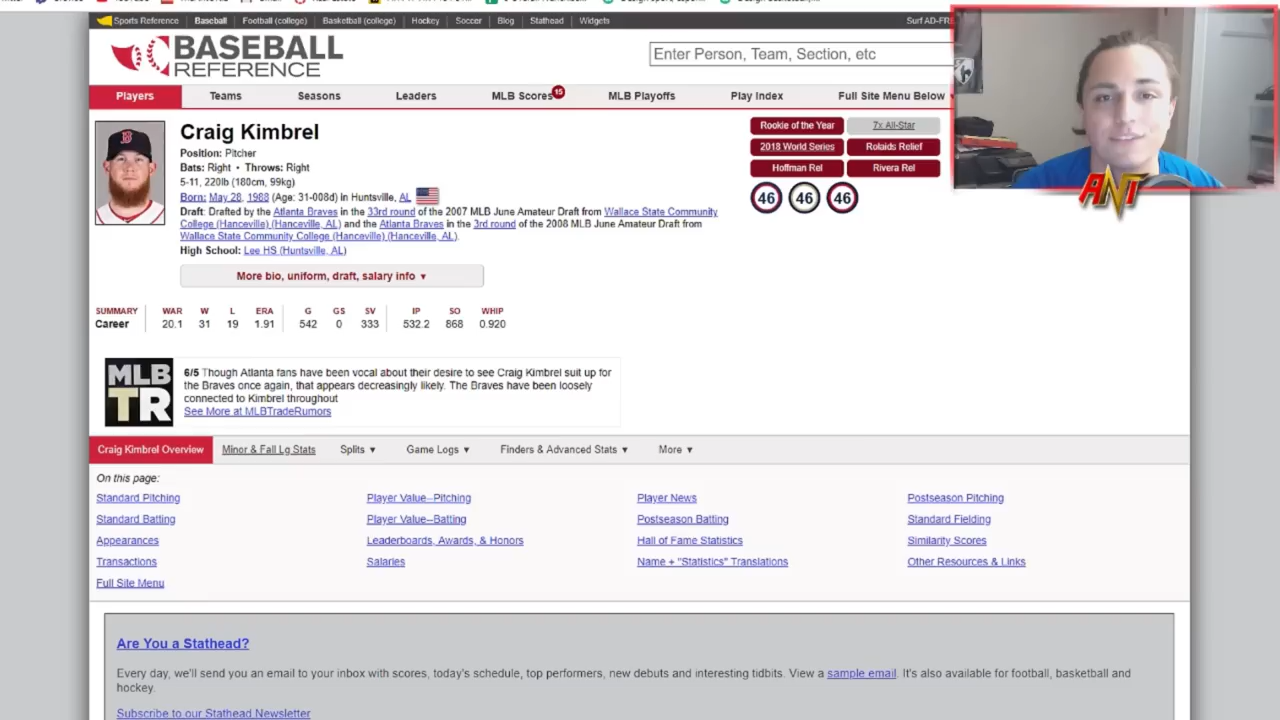 Sports Reference Baseball Football (college) Basketball (college) Hockey Soccer Blog Stathead Widgets Surf AD-FRE
BASEBALL
REFERENCE
Enter Person, Team, Section, etc
Players Teams Seasons Leaders MLB Scores 15 MLB Playoffs Play Index Full Site Menu Below ▾
Craig Kimbrel
Position: Pitcher
Bats: Right • Throws: Right
5-11, 220lb (180cm, 99kg)
Born: May 28, 1988 (Age: 31-008d) in Huntsville, AL
Draft: Drafted by the Atlanta Braves in the 33rd round of the 2007 MLB June Amateur Draft from Wallace State Community
College (Hanceville) (Hanceville, AL) and the Atlanta Braves in the 3rd round of the 2008 MLB June Amateur Draft from
Wallace State Community College (Hanceville) (Hanceville, AL).
High School: Lee HS (Huntsville, AL)
More bio, uniform, draft, salary info ▼
Rookie of the Year 7x All-Star
2018 World Series Rolaids Relief
Hoffman Rel Rivera Rel
46 46 46
ANT
SUMMARY WAR W L ERA G GS SV IP SO WHIP
Career 20.1 31 19 1.91 542 0 333 532.2 868 0.920
MLB
TR
6/5 Though Atlanta fans have been vocal about their desire to see Craig Kimbrel suit up for
the Braves once again, that appears decreasingly likely. The Braves have been loosely
connected to Kimbrel throughout
See More at MLBTradeRumors
Craig Kimbrel Overview Minor & Fall Lg Stats Splits ▼ Game Logs ▼ Finders & Advanced Stats ▼ More ▼
On this page:
Standard Pitching Player Value--Pitching Player News Postseason Pitching
Standard Batting Player Value--Batting Postseason Batting Standard Fielding
Appearances Leaderboards, Awards, & Honors Hall of Fame Statistics Similarity Scores
Transactions Salaries Name + "Statistics" Translations Other Resources & Links
Full Site Menu
Are You a Stathead?
Every day, we'll send you an email to your inbox with scores, today's schedule, top performers, new debuts and interesting tidbits. View a sample email. It's also available for football, basketball and
hockey.
Subscribe to our Stathead Newsletter